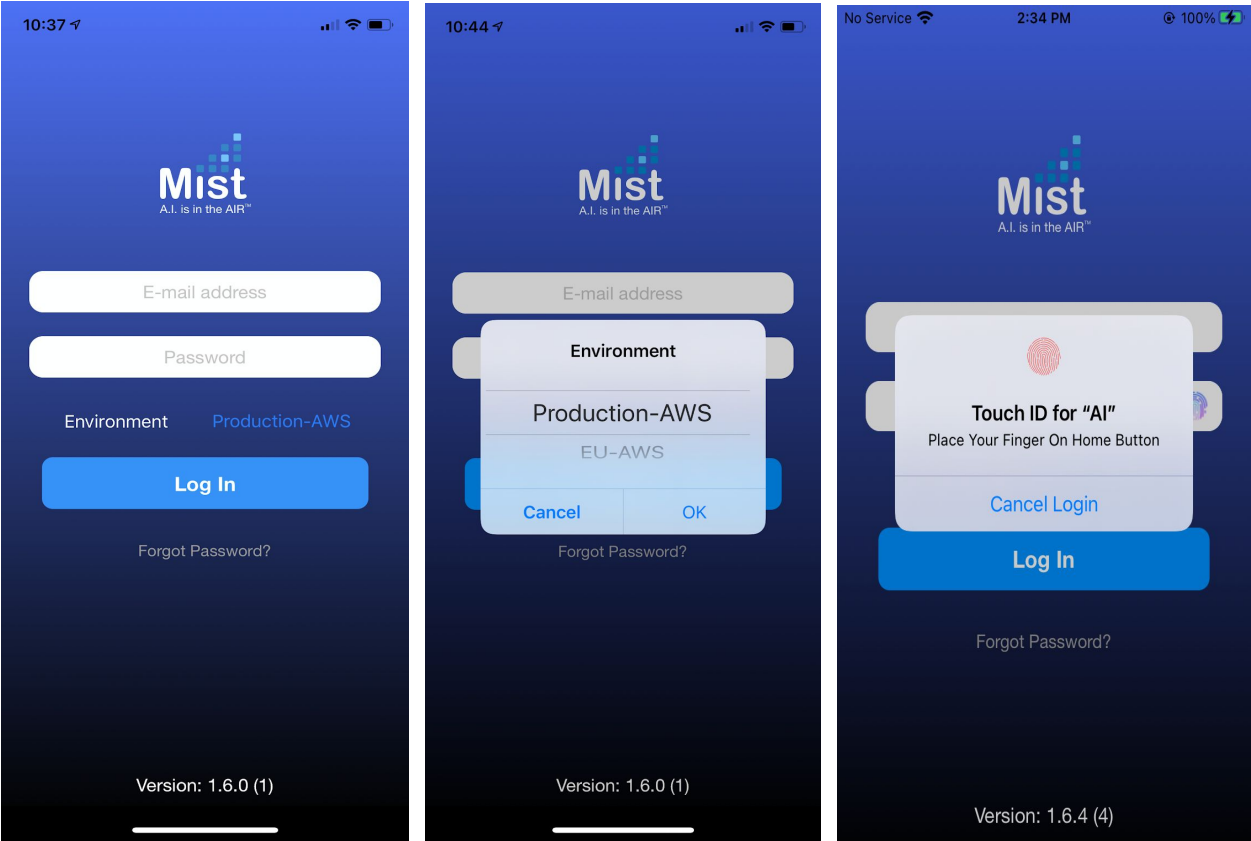 10:37
Mist
A.I. is in the AIR™
E-mail address
Password
Environment Production-AWS
Log In
Forgot Password?
Version: 1.6.0 (1)
10:44
Mist
A.I. is in the AIR™
E-mail address
Environment
Production-AWS
EU-AWS
Cancel OK
Forgot Password?
Version: 1.6.0 (1)
No Service 2:34 PM 100%
Mist
A.I. is in the AIR™
Touch ID for “AI”
Place Your Finger On Home Button
Cancel Login
Log In
Forgot Password?
Version: 1.6.4 (4)